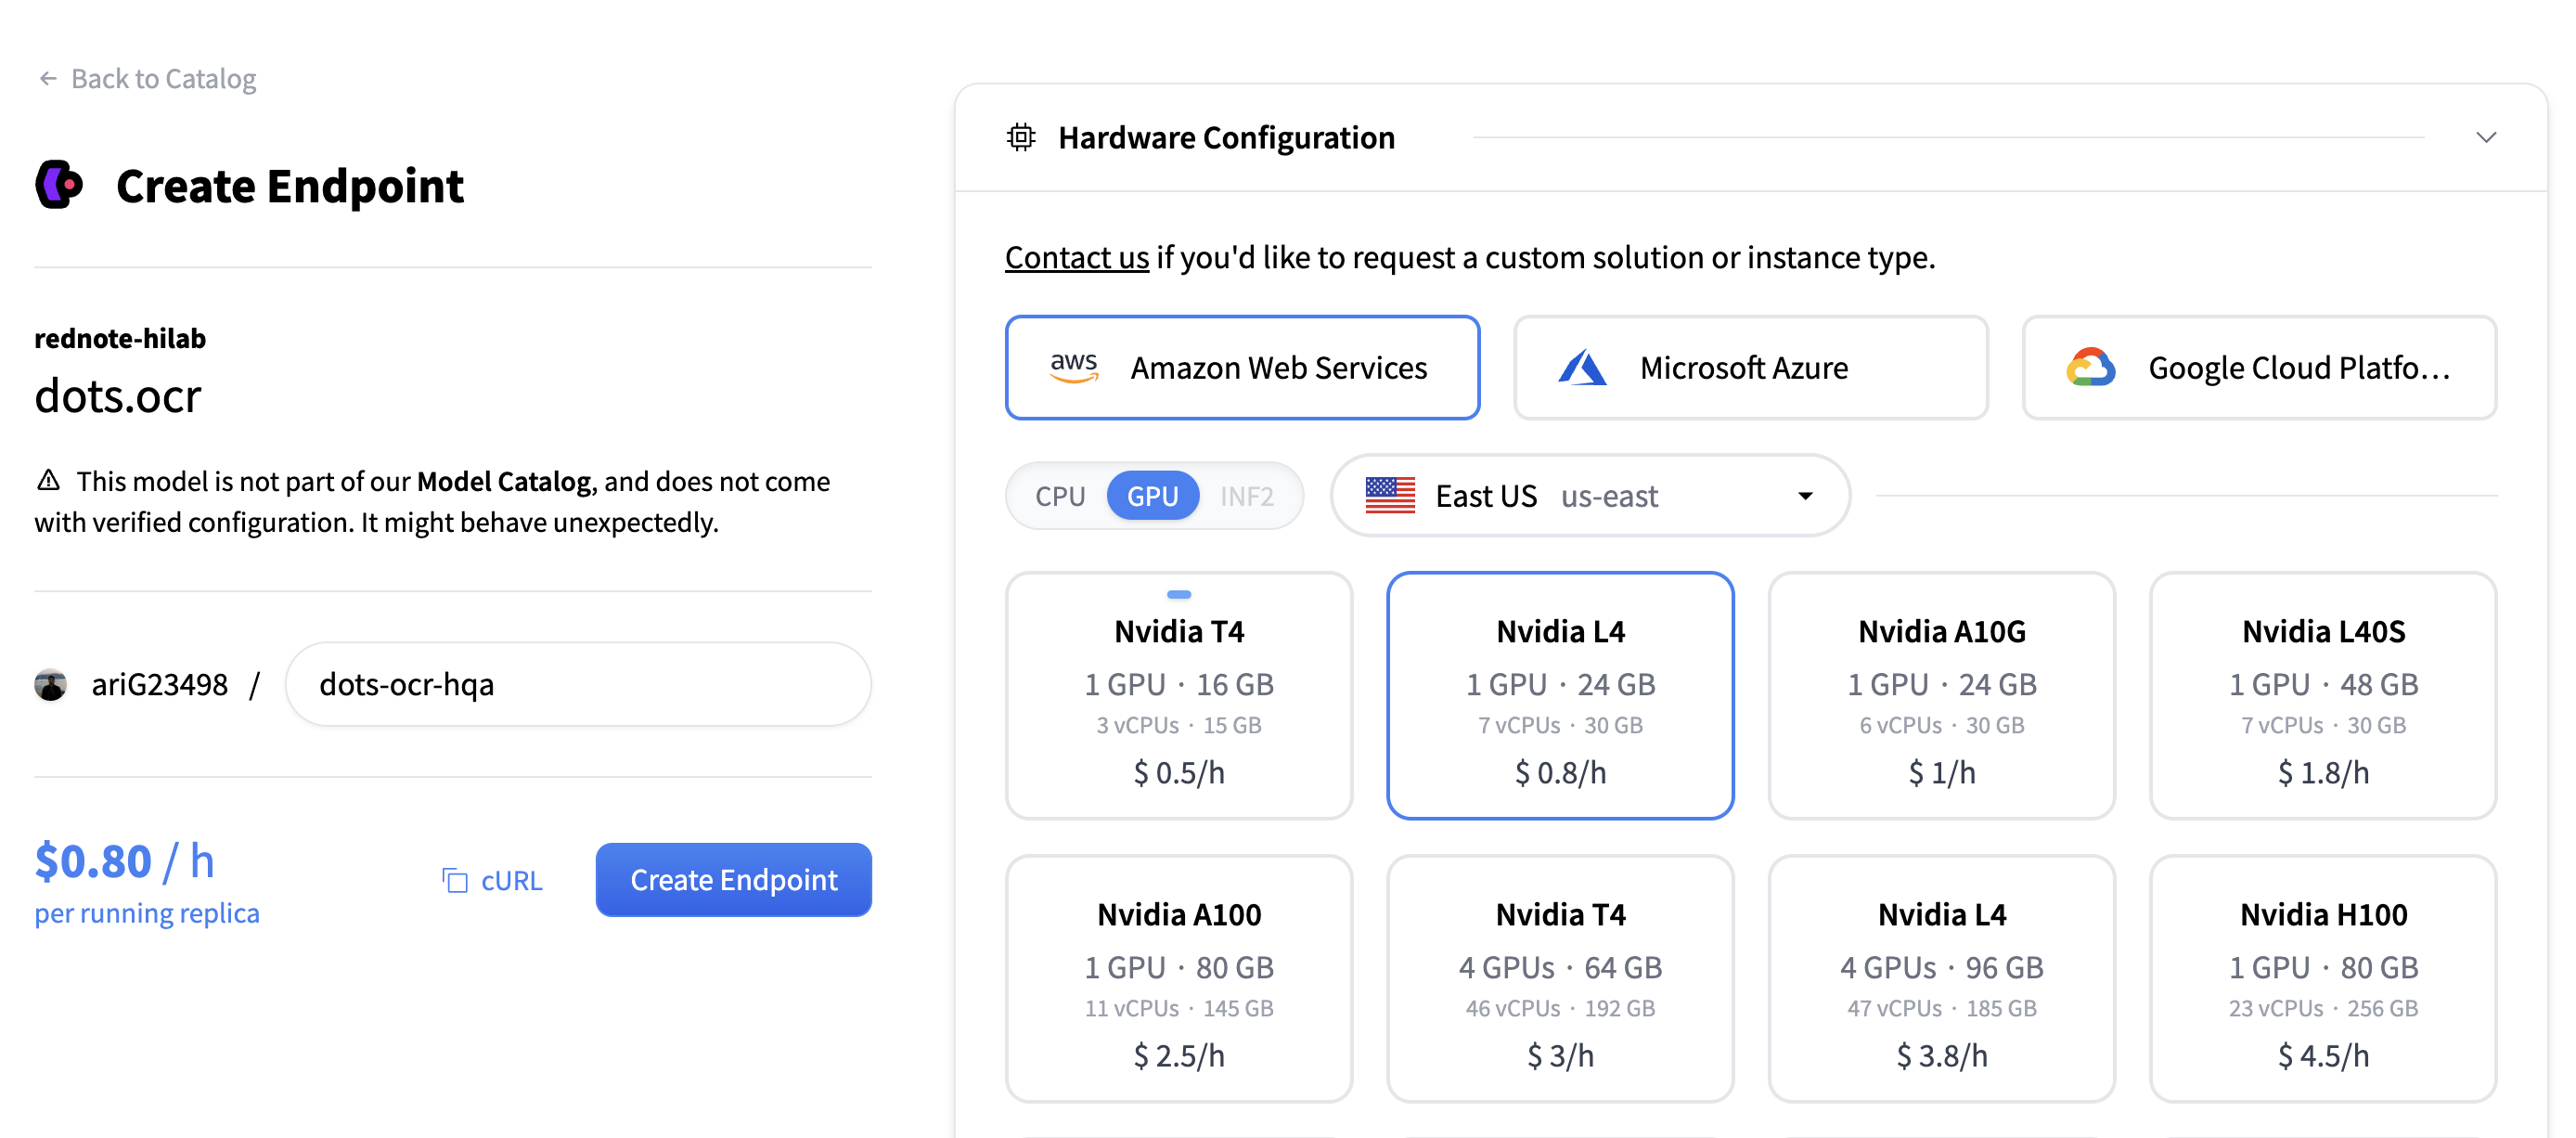 Back to Catalog
Create Endpoint
rednote-hilab
dots.ocr
This model is not part of our Model Catalog, and does not come
with verified configuration. It might behave unexpectedly.
ariG23498 / dots-ocr-hqa
$0.80 / h
per running replica
cURL
Create Endpoint
Hardware Configuration
Contact us if you'd like to request a custom solution or instance type.
aws Amazon Web Services
Microsoft Azure
Google Cloud Platfo...
CPU GPU INF2
East US us-east
Nvidia T4
1 GPU · 16 GB
3 vCPUs · 15 GB
$ 0.5/h
Nvidia L4
1 GPU · 24 GB
7 vCPUs · 30 GB
$ 0.8/h
Nvidia A10G
1 GPU · 24 GB
6 vCPUs · 30 GB
$ 1/h
Nvidia L40S
1 GPU · 48 GB
7 vCPUs · 30 GB
$ 1.8/h
Nvidia A100
1 GPU · 80 GB
11 vCPUs · 145 GB
$ 2.5/h
Nvidia T4
4 GPUs · 64 GB
46 vCPUs · 192 GB
$ 3/h
Nvidia L4
4 GPUs · 96 GB
47 vCPUs · 185 GB
$ 3.8/h
Nvidia H100
1 GPU · 80 GB
23 vCPUs · 256 GB
$ 4.5/h